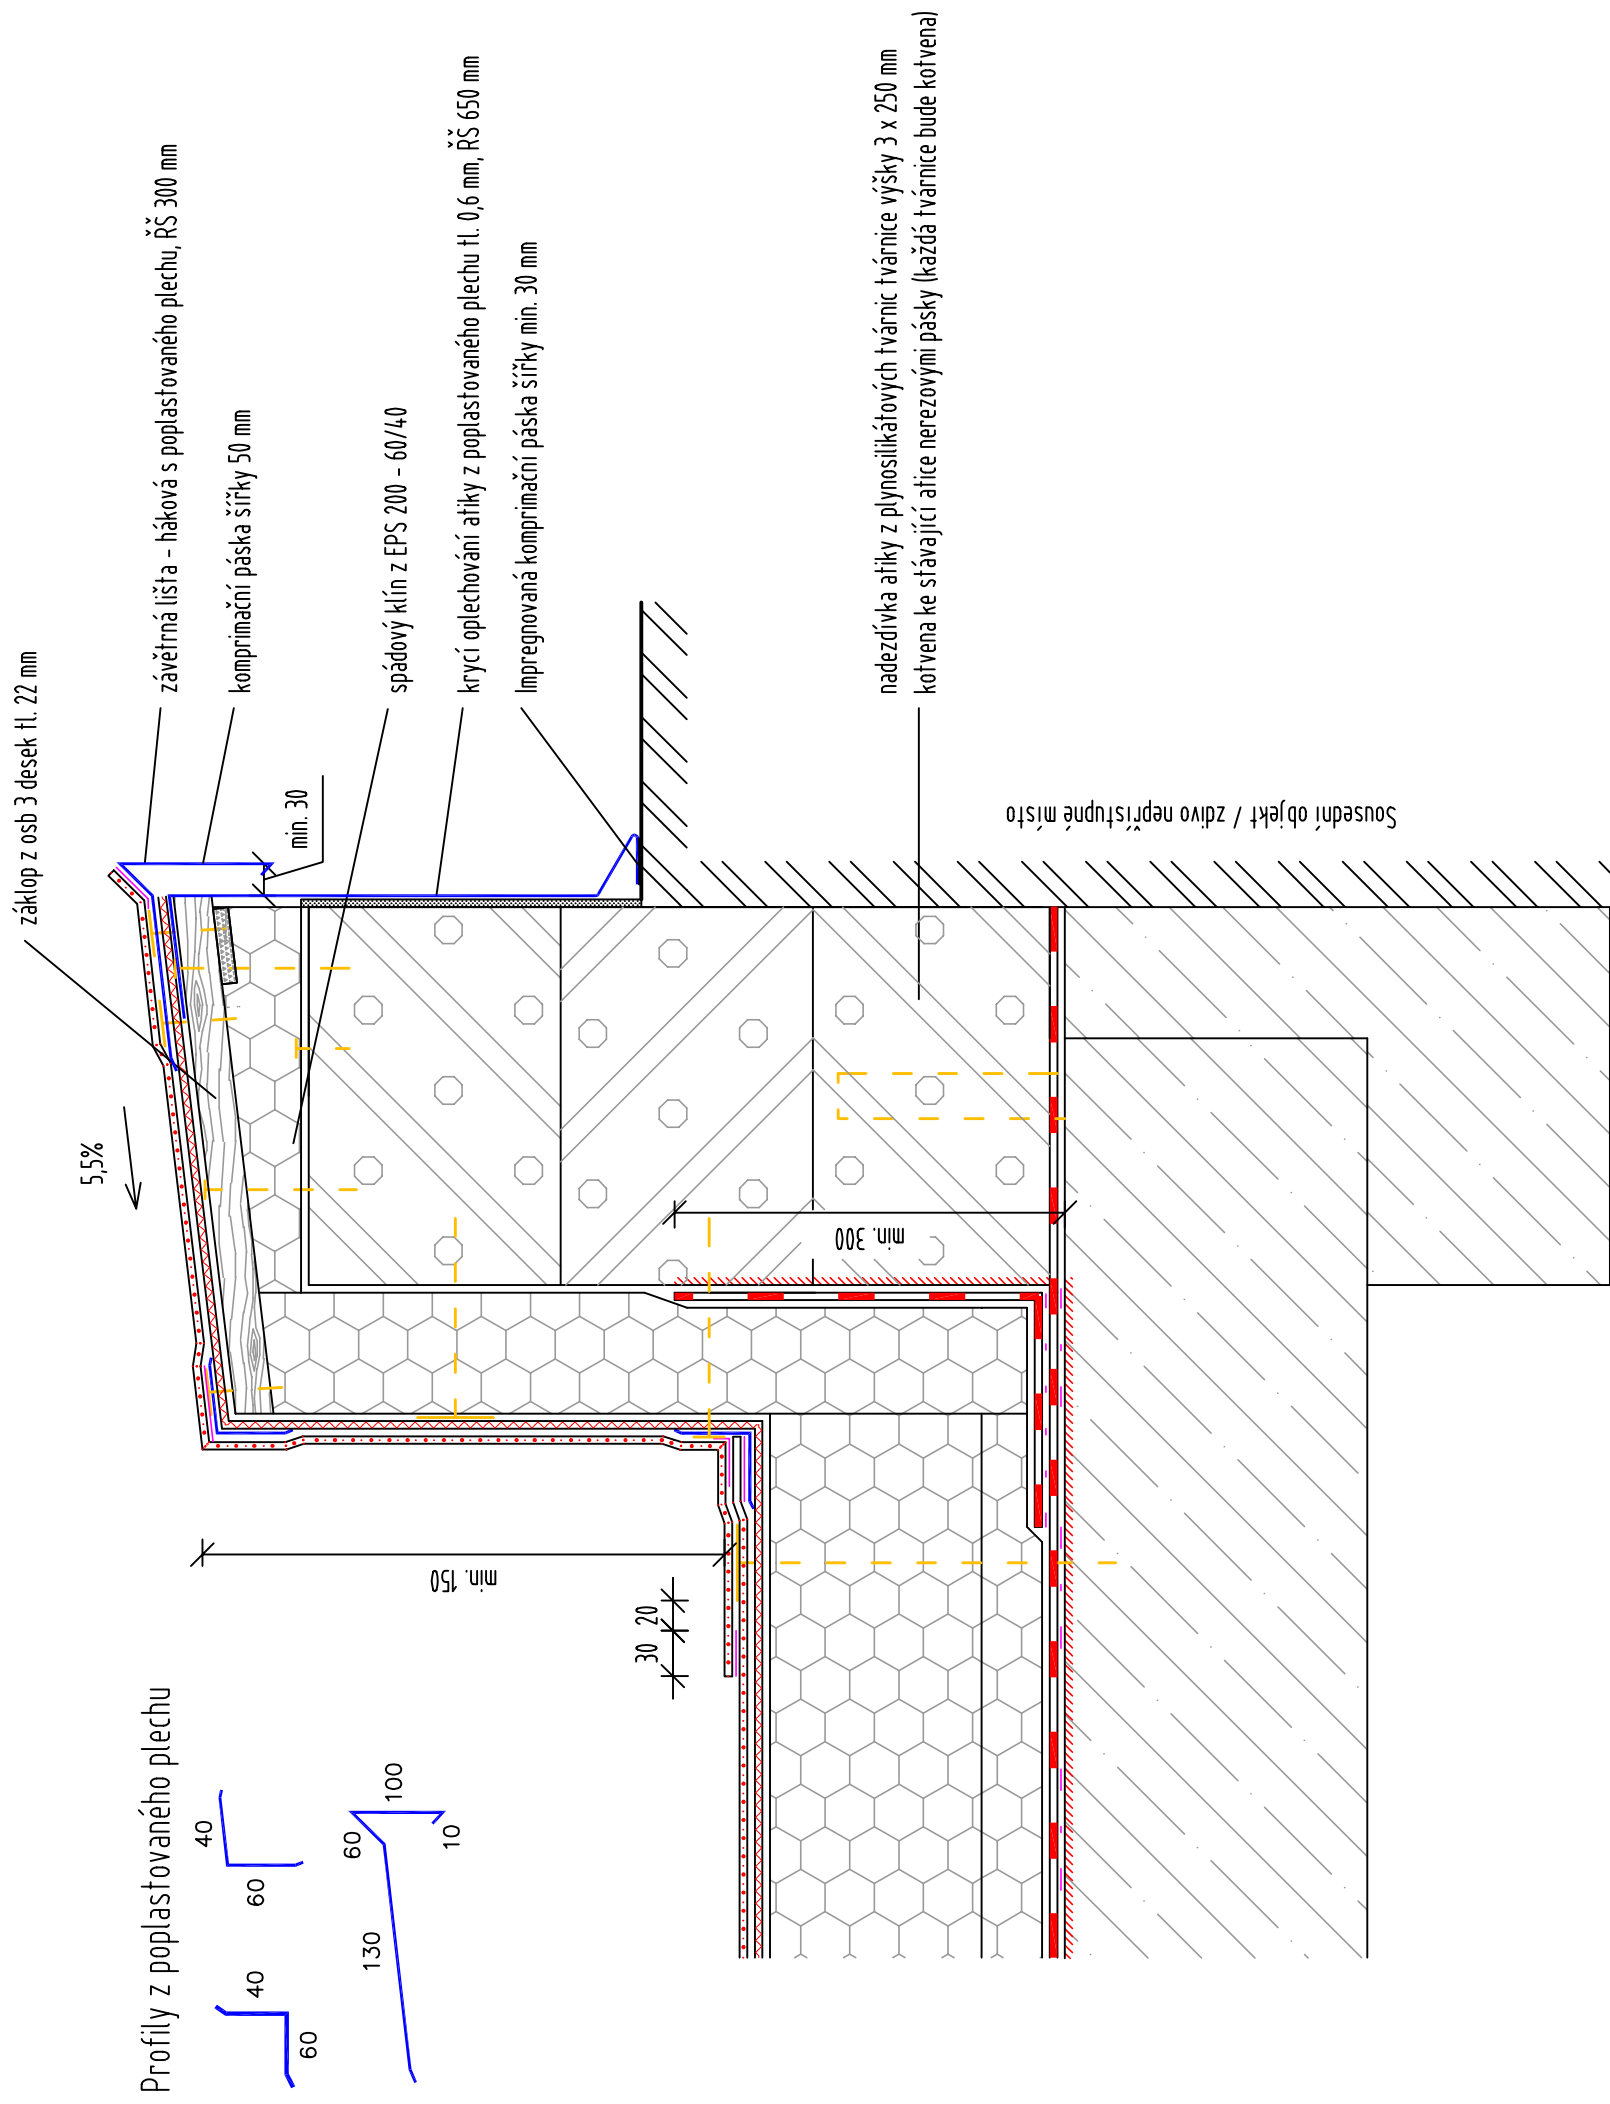 záklop z osb 3 desek tl. 22 mm
závětrná lišta - háková s poplastovaného plechu, ŘŠ 300 mm
komprimační páska šířky 50 mm
min. 30
spádový klín z EPS 200 - 60/40
krycí oplechování atiky z poplastovaného plechu tl. 0,6 mm, ŘŠ 650 mm
Impregnovaná komprimační páska šířky min. 30 mm
nadezdívka atiky z plynosilikátových tvárnic tvárnice výšky 3 x 250 mm
kotvena ke stávající atice nerezovými pásky (každá tvárnice bude kotvena)
Sousední objekt / zdivo nepřístupné místo
5,5%
min. 300
min. 150
30 20
Profily z poplastovaného plechu
40
60
40
60
130
60
100
10